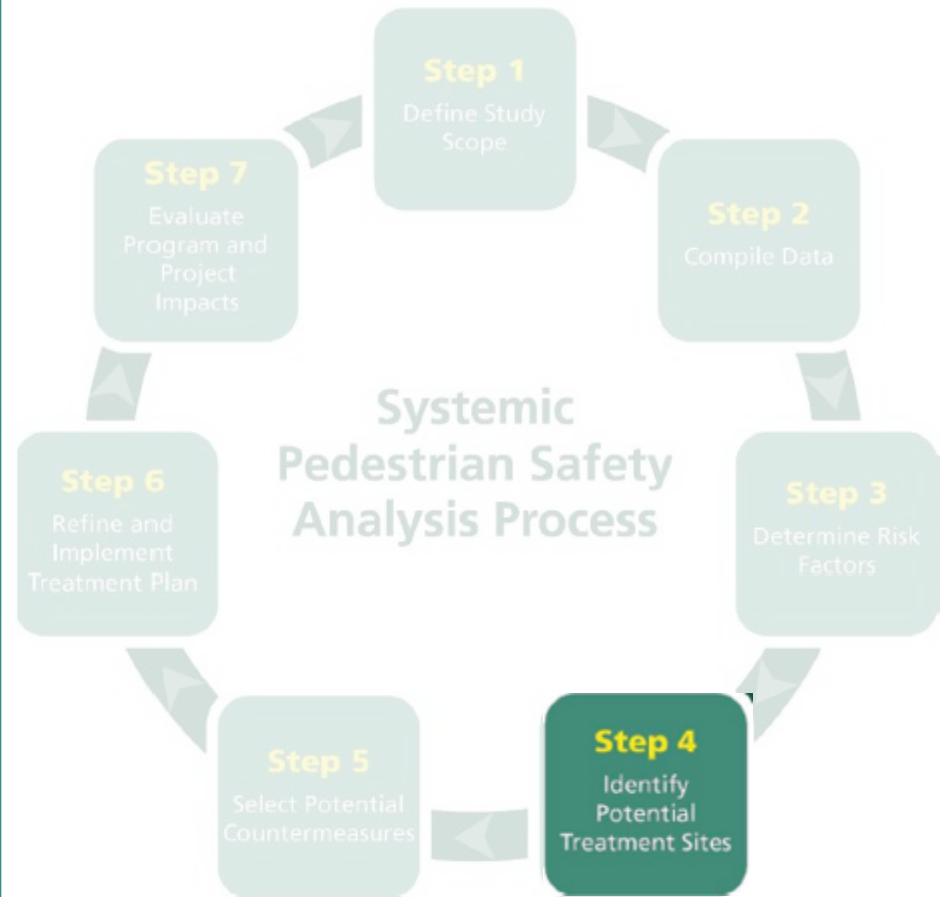 Step 1
Define Study
Scope
Step 2
Compile Data
Step 3
Determine Risk
Factors
Step 4
Identify
Potential
Treatment Sites
Step 5
Select Potential
Countermeasures
Step 6
Refine and
Implement
Treatment Plan
Step 7
Evaluate
Program and
Project
Impacts
Systemic
Pedestrian Safety
Analysis Process